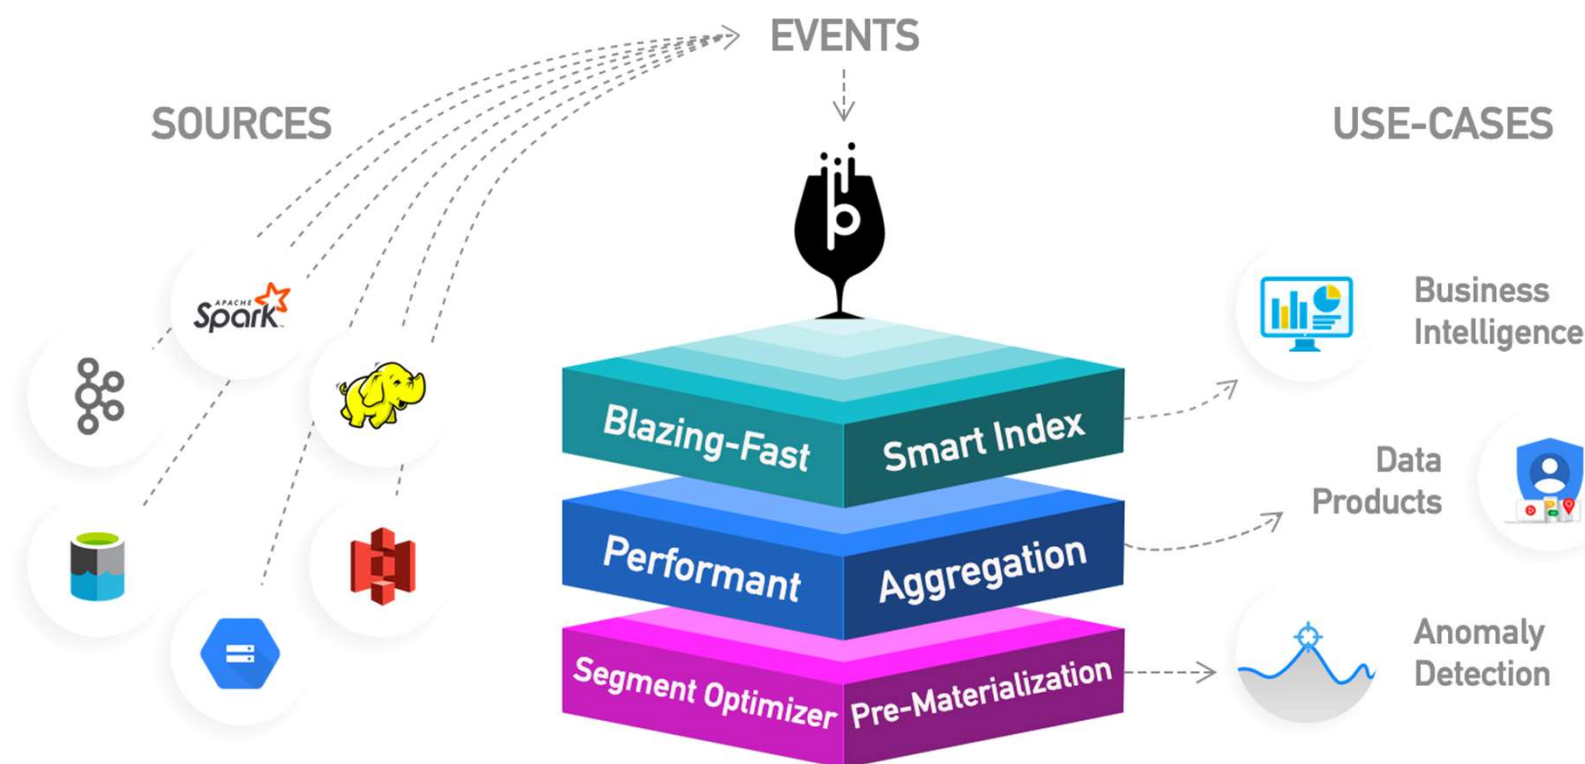 EVENTS
SOURCES
USE-CASES
APACHE
Spark
Business
Intelligence
Blazing-Fast
Smart Index
Data
Products
Performant
Aggregation
Anomaly
Detection
Segment Optimizer
Pre-Materialization